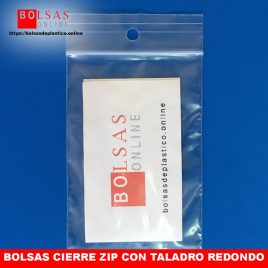 BOLSAS
ONLINE
https://bolsasdeplastico.online
BOLSAS
ONLINE
bolsasdeplastico.online
BOLSAS CIERRE ZIP CON TALADRO REDONDO